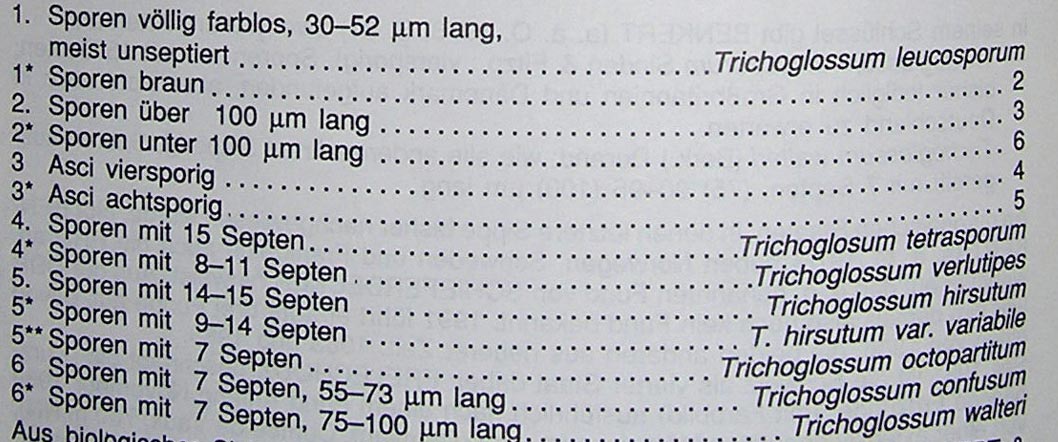 1. Sporen völlig farblos, 30–52 µm lang,
meist unseptiert ........ Trichoglossum leucosporum
1* Sporen braun ........ 2
2. Sporen über 100 µm lang ........ 3
2* Sporen unter 100 µm lang ........ 6
3 Asci viersporig ........ 4
3* Asci achtsporig ........ 5
4. Sporen mit 15 Septen ........ Trichoglosum tetrasporum
4* Sporen mit 8–11 Septen ........ Trichoglossum verlutipes
5. Sporen mit 14–15 Septen ........ Trichoglossum hirsutum
5* Sporen mit 9–14 Septen ........ T. hirsutum var. variabile
5** Sporen mit 7 Septen ........ Trichoglossum octopartitum
6 Sporen mit 7 Septen, 55–73 µm lang ........ Trichoglossum confusum
6* Sporen mit 7 Septen, 75-100 µm lang ........ Trichoglossum walteri
Aus